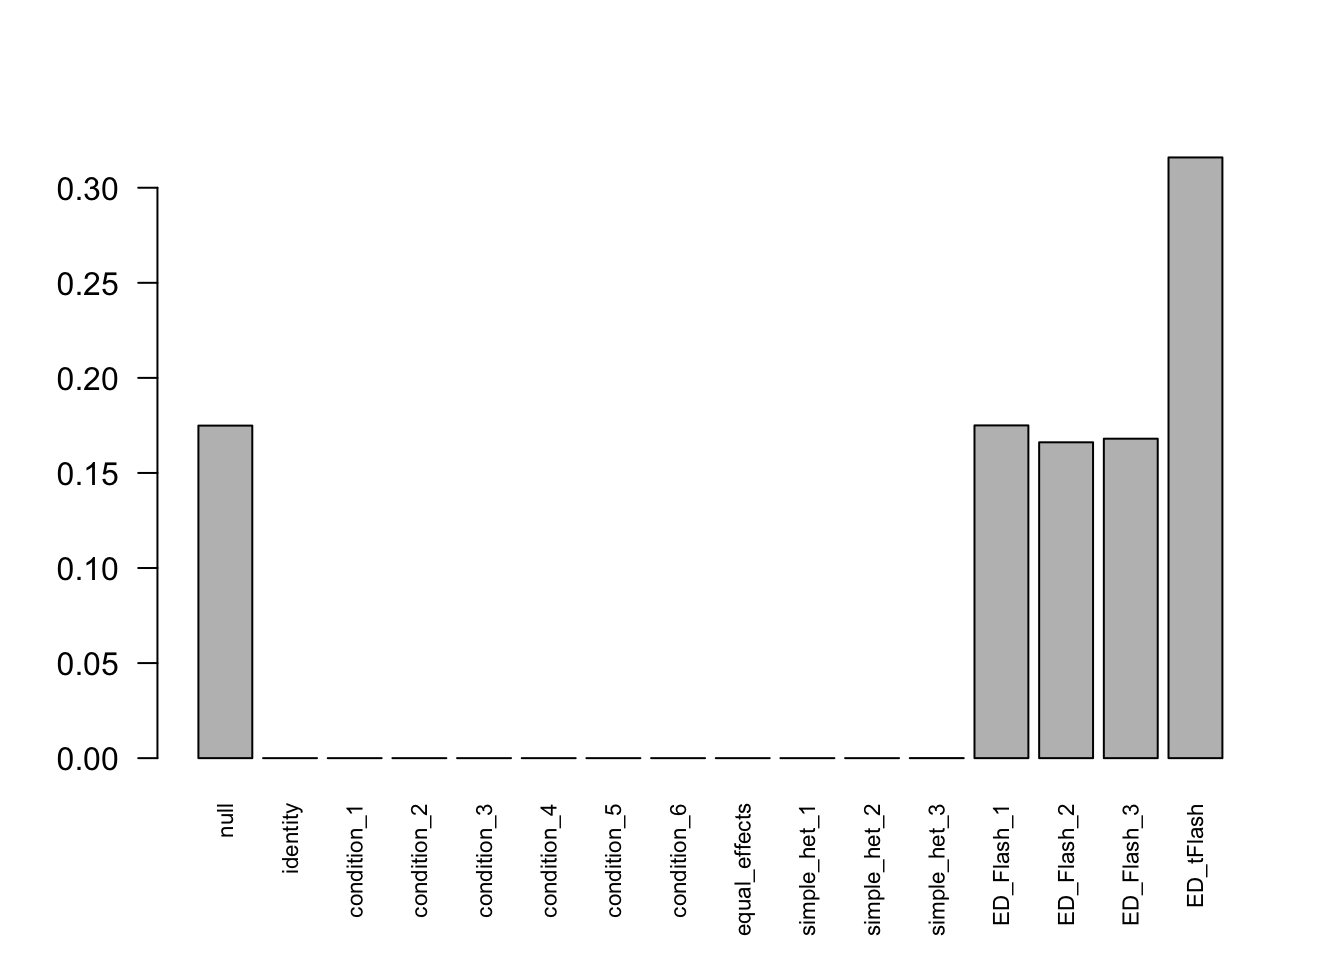 0.30
0.25
0.20
0.15
0.10
0.05
0.00
null
identity
condition_1
condition_2
condition_3
condition_4
condition_5
condition_6
equal_effects
simple_het_1
simple_het_2
simple_het_3
ED_Flash_1
ED_Flash_2
ED_Flash_3
ED_tFlash